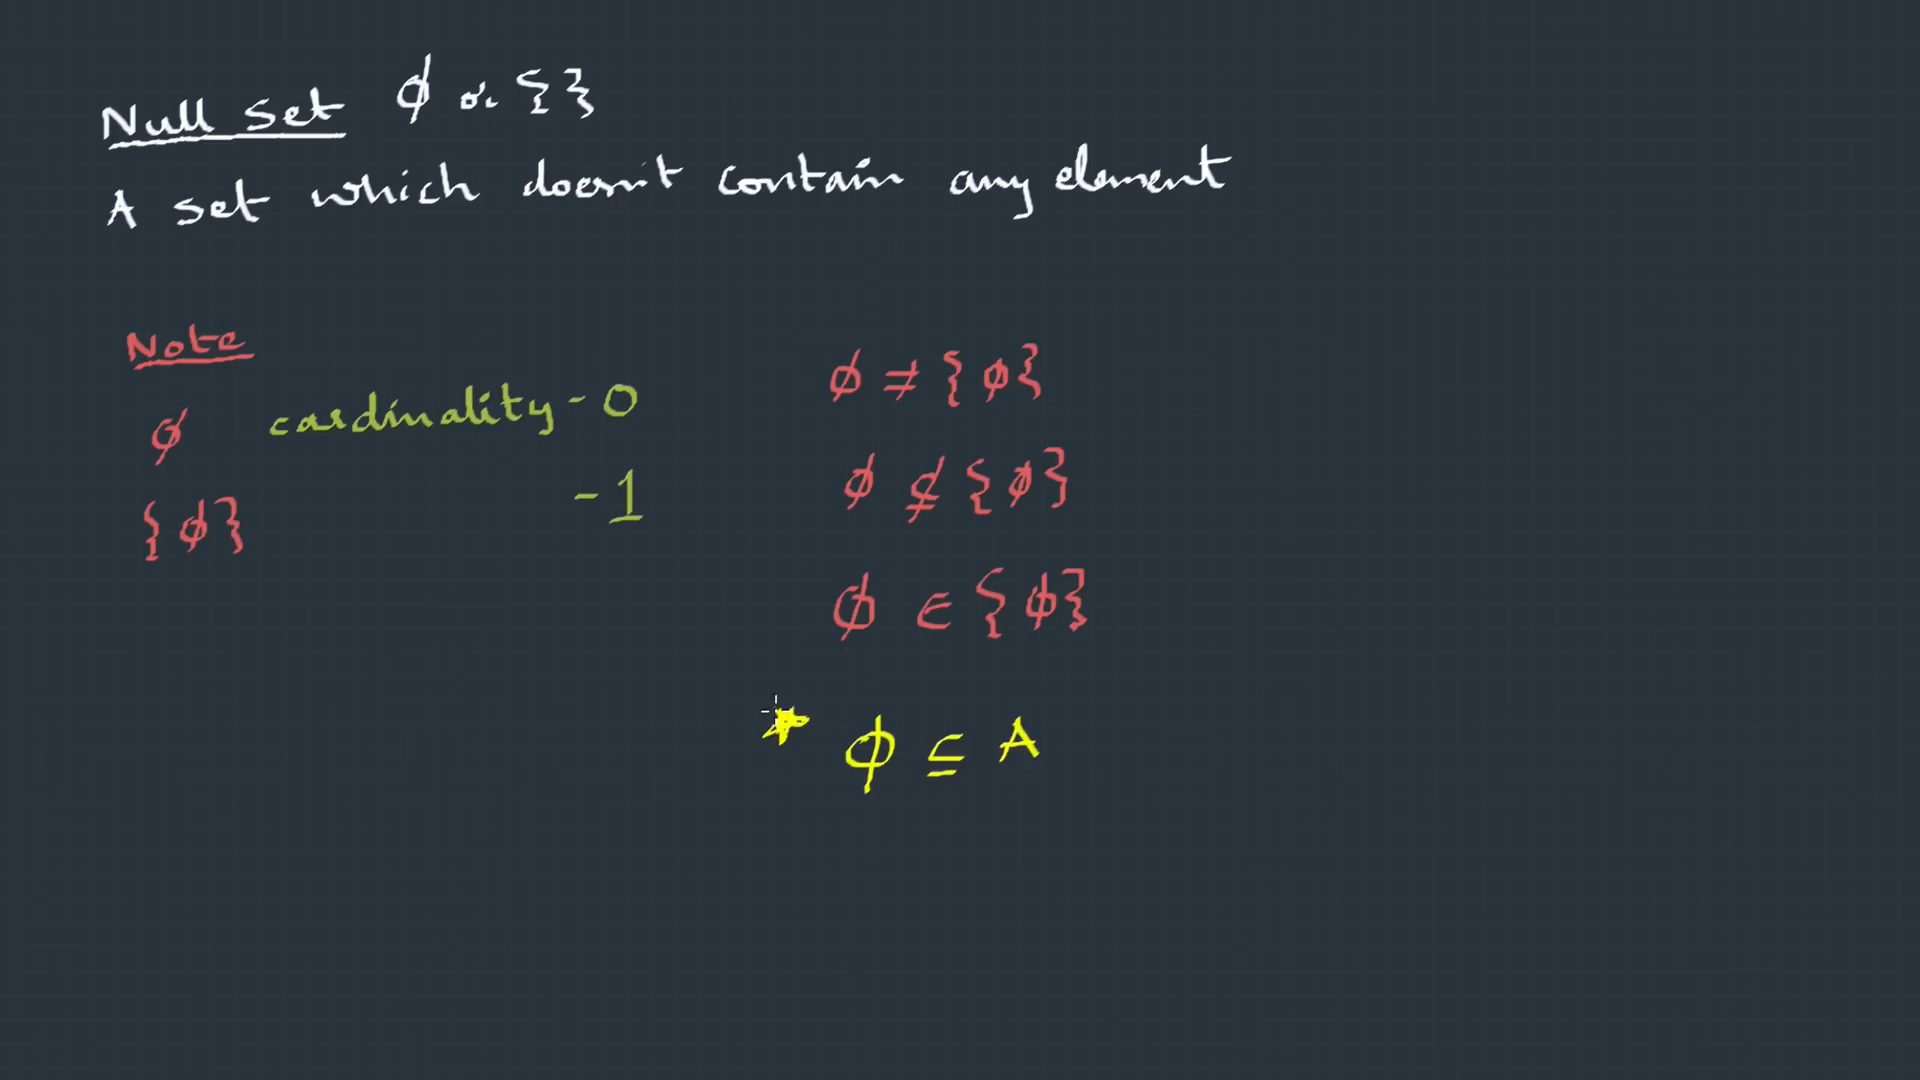 Null Set ϕ or { }
A set which doesn't contain any element
Note
ϕ cardinality - 0
{ϕ} - 1
ϕ ≠ {ϕ}
ϕ ⊈ {ϕ}
ϕ ∈ {ϕ}
★ ϕ ⊆ A